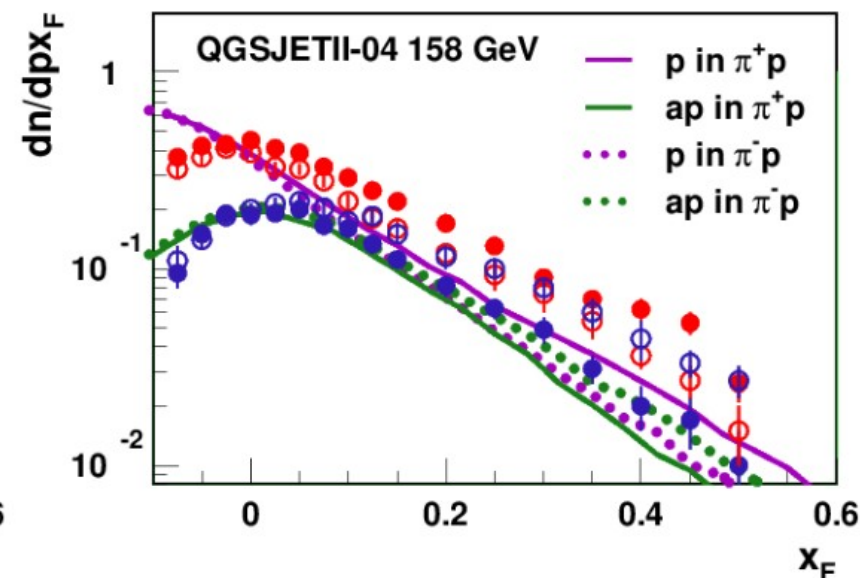 dn/dpx_F
QGSJETII-04 158 GeV
p in π⁺p
ap in π⁺p
p in π⁻p
ap in π⁻p
1
10⁻¹
10⁻²
6
0
0.2
0.4
0.6
x_F